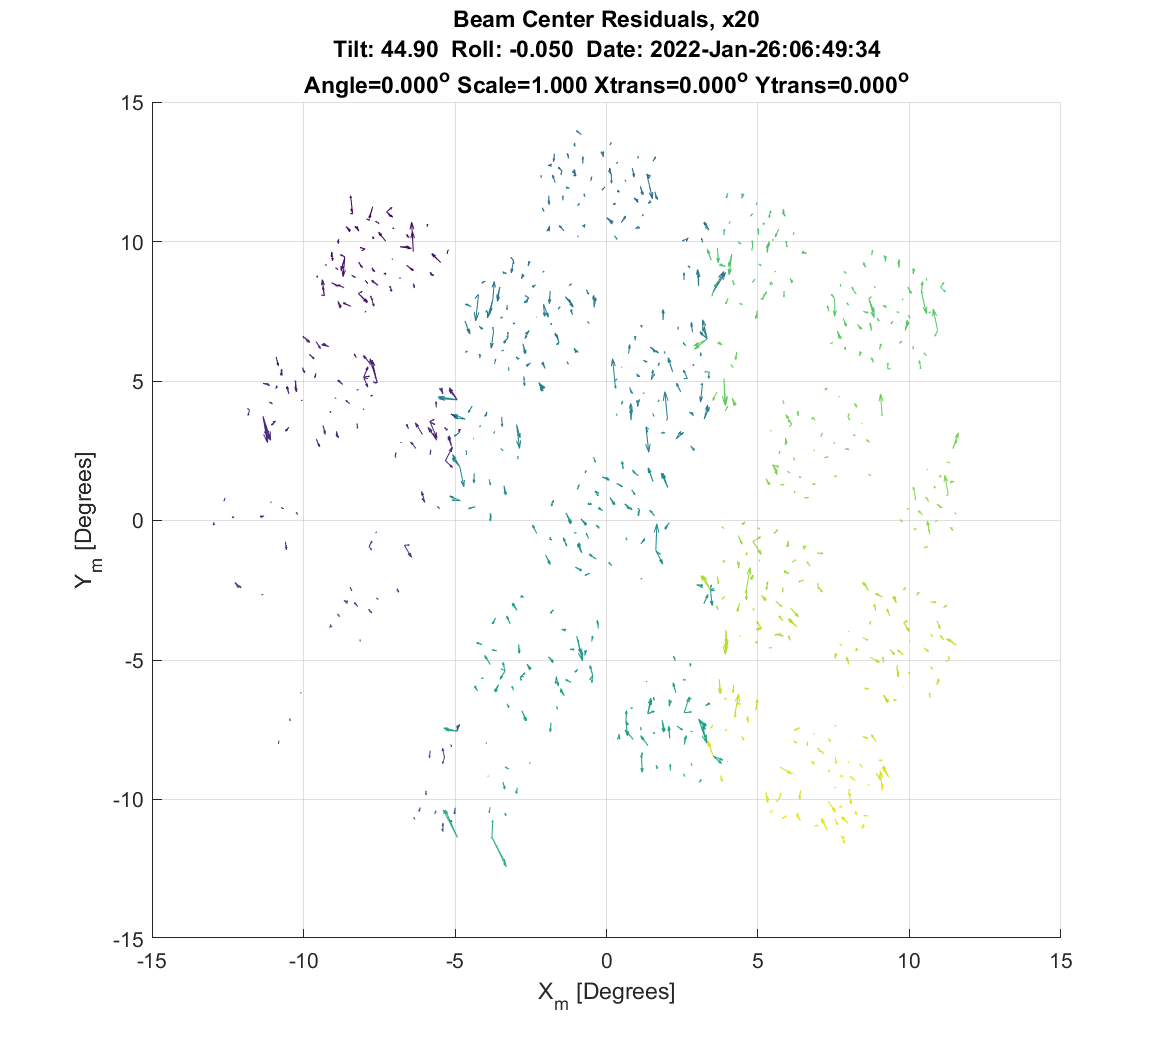 Beam Center Residuals, x20
Tilt: 44.90 Roll: -0.050 Date: 2022-Jan-26:06:49:34
Angle=0.000° Scale=1.000 Xtrans=0.000° Ytrans=0.000°
15
10
5
0
-5
-10
-15
Y_m [Degrees]
-15 -10 -5 0 5 10 15
X_m [Degrees]